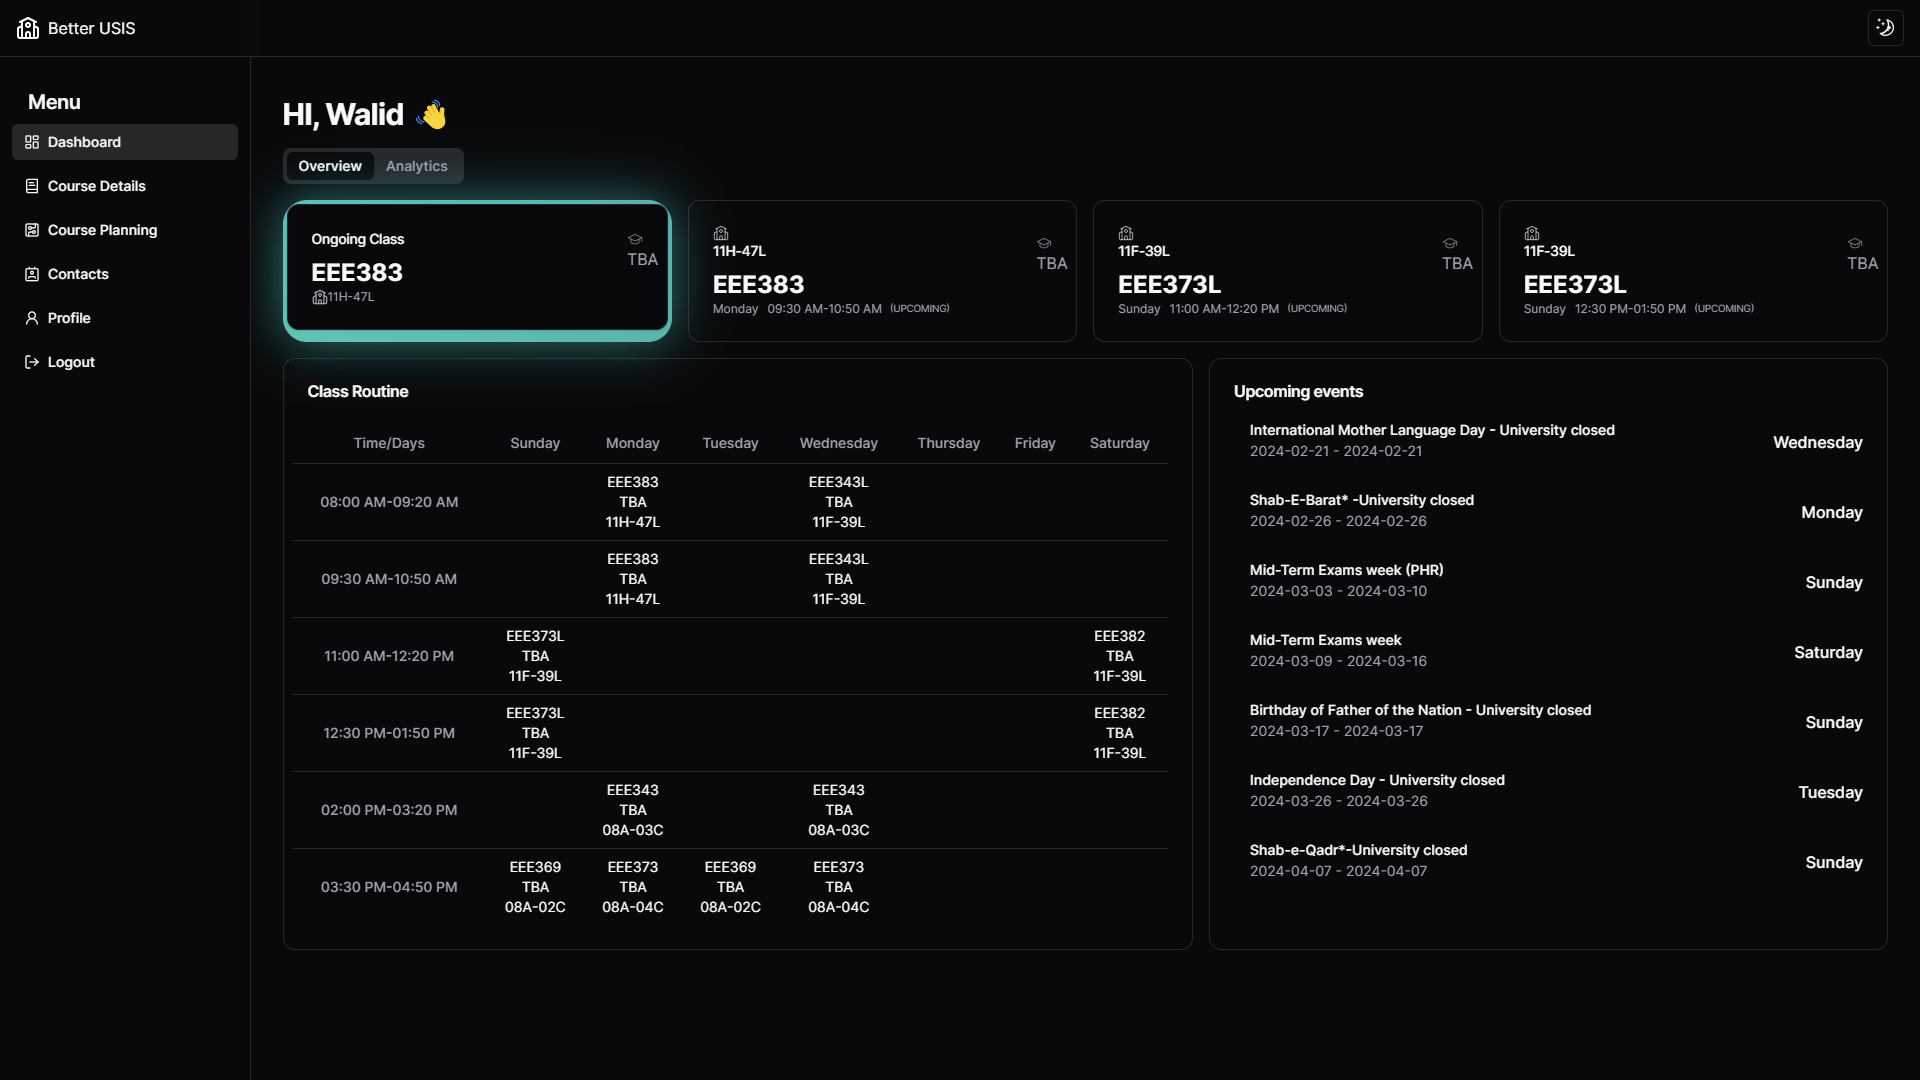 Better USIS
Menu
Dashboard
Course Details
Course Planning
Contacts
Profile
Logout
HI, Walid 👋
Overview Analytics
Ongoing Class
TBA
EEE383
11H-47L
11H-47L
TBA
EEE383
Monday 09:30 AM-10:50 AM (UPCOMING)
11F-39L
TBA
EEE373L
Sunday 11:00 AM-12:20 PM (UPCOMING)
11F-39L
TBA
EEE373L
Sunday 12:30 PM-01:50 PM (UPCOMING)
Class Routine
Time/Days Sunday Monday Tuesday Wednesday Thursday Friday Saturday
EEE383 EEE343L
08:00 AM-09:20 AM TBA TBA
11H-47L 11F-39L
EEE383 EEE343L
09:30 AM-10:50 AM TBA TBA
11H-47L 11F-39L
EEE373L EEE382
11:00 AM-12:20 PM TBA TBA
11F-39L 11F-39L
EEE373L EEE382
12:30 PM-01:50 PM TBA TBA
11F-39L 11F-39L
EEE343 EEE343
02:00 PM-03:20 PM TBA TBA
08A-03C 08A-03C
EEE369 EEE373 EEE369 EEE373
03:30 PM-04:50 PM TBA TBA TBA TBA
08A-02C 08A-04C 08A-02C 08A-04C
Upcoming events
International Mother Language Day - University closed
2024-02-21 - 2024-02-21
Wednesday
Shab-E-Barat* -University closed
2024-02-26 - 2024-02-26
Monday
Mid-Term Exams week (PHR)
2024-03-03 - 2024-03-10
Sunday
Mid-Term Exams week
2024-03-09 - 2024-03-16
Saturday
Birthday of Father of the Nation - University closed
2024-03-17 - 2024-03-17
Sunday
Independence Day - University closed
2024-03-26 - 2024-03-26
Tuesday
Shab-e-Qadr*-University closed
2024-04-07 - 2024-04-07
Sunday